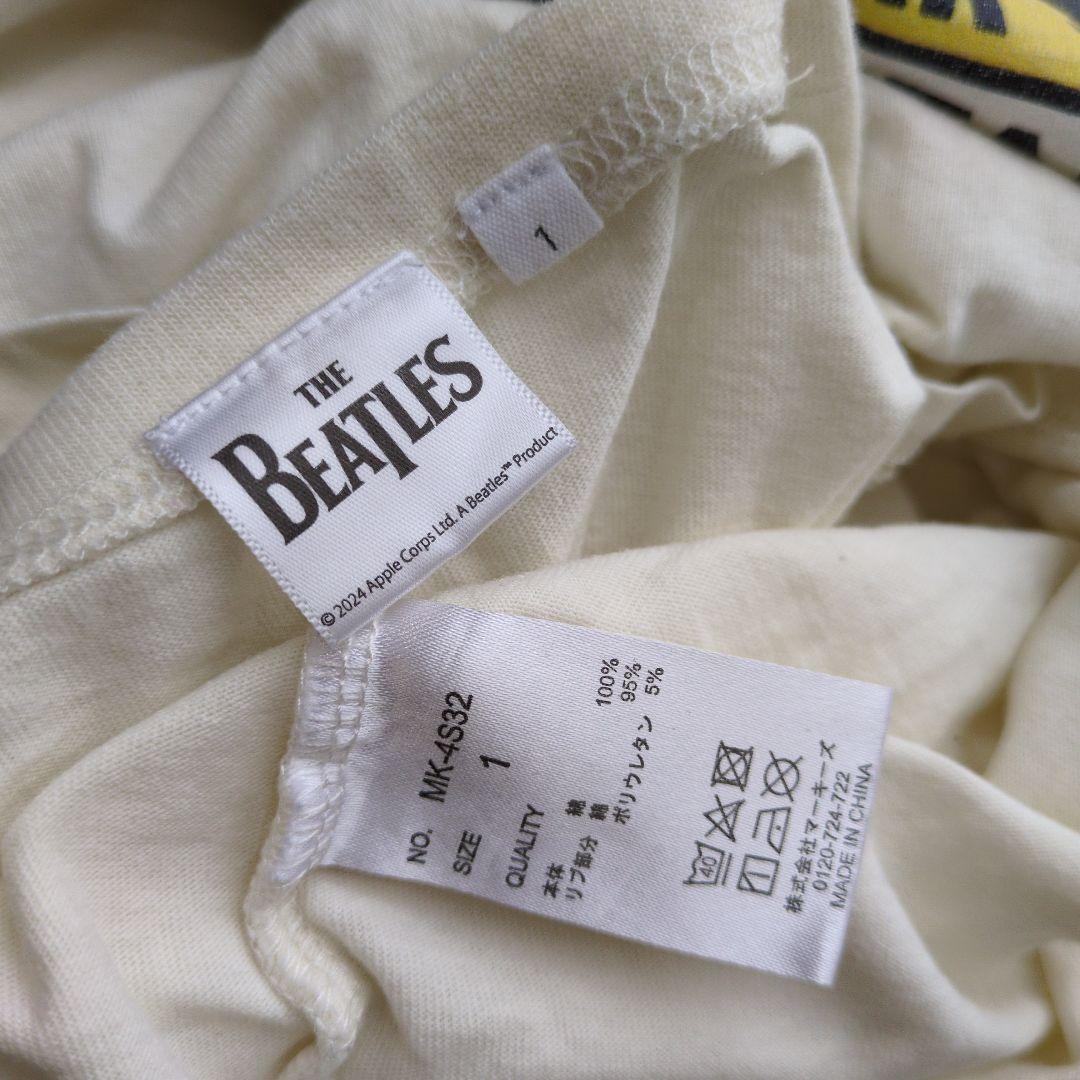 1
THE
BEATLES
© 2024 Apple Corps Ltd. A Beatles™ Product
NO. MK-4S32
SIZE 1
QUALITY
本体 綿 100%
リブ部分 綿 95%
ポリウレタン 5%
40
株式会社マーキーズ
0120-724-722
MADE IN CHINA